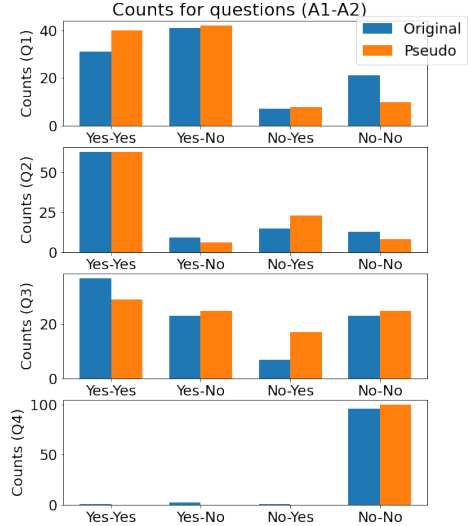 Counts for questions (A1-A2)
Original
Pseudo
Counts (Q1)
40
20
0
Yes-Yes Yes-No No-Yes No-No
Counts (Q2)
50
25
0
Yes-Yes Yes-No No-Yes No-No
Counts (Q3)
20
0
Yes-Yes Yes-No No-Yes No-No
Counts (Q4)
100
50
0
Yes-Yes Yes-No No-Yes No-No